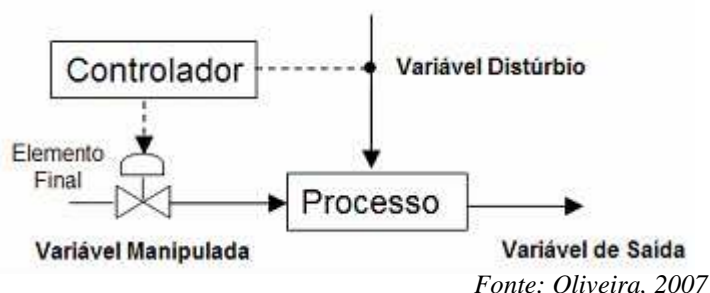 Controlador
Variável Distúrbio
Elemento
Final
Processo
Variável Manipulada
Variável de Saída
Fonte: Oliveira, 2007